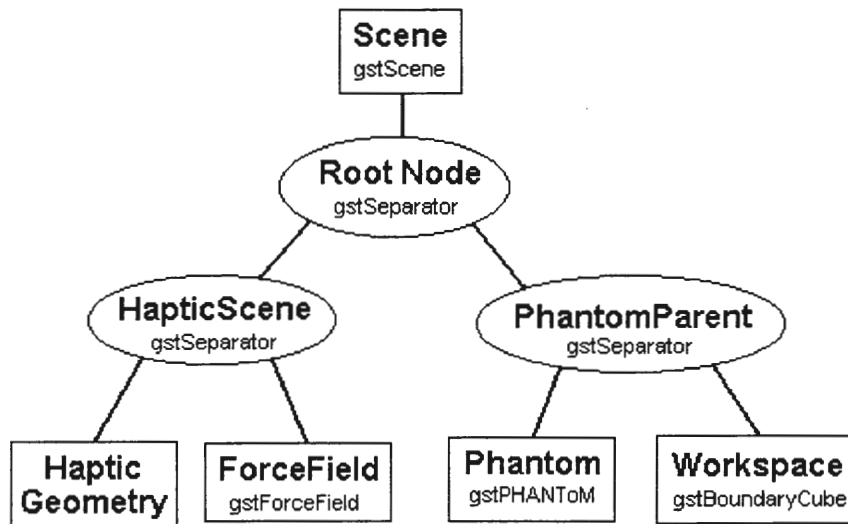 Scene
gstScene
Root Node
gstSeparator
HapticScene
gstSeparator
PhantomParent
gstSeparator
Haptic
Geometry
ForceField
gstForceField
Phantom
gstPHANToM
Workspace
gstBoundaryCube